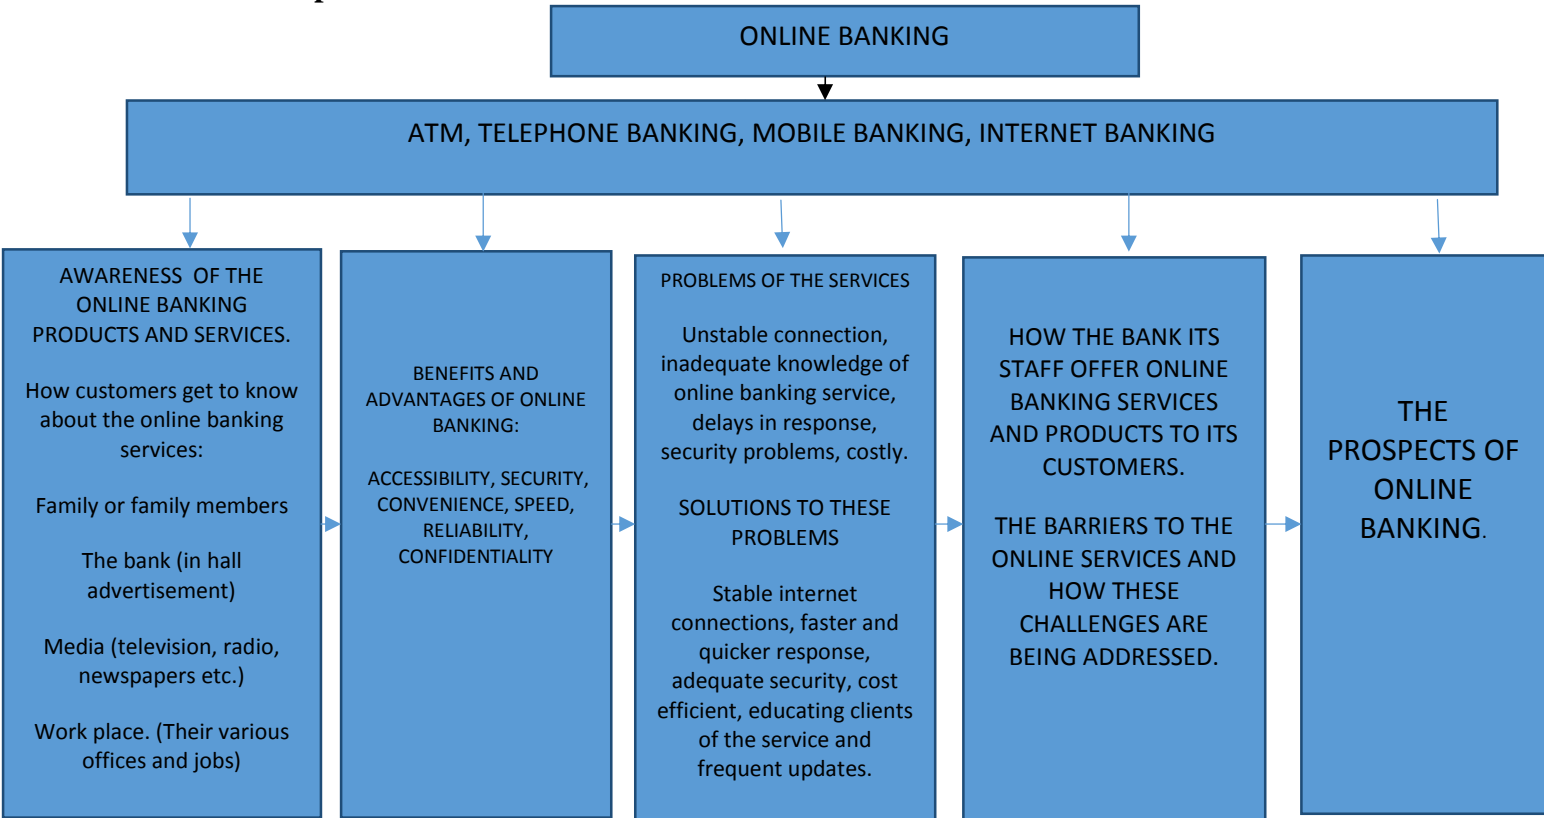 ONLINE BANKING
ATM, TELEPHONE BANKING, MOBILE BANKING, INTERNET BANKING
AWARENESS OF THE
ONLINE BANKING
PRODUCTS AND SERVICES.
How customers get to know
about the online banking
services:
Family or family members
The bank (in hall
advertisement)
Media (television, radio,
newspapers etc.)
Work place. (Their various
offices and jobs)
BENEFITS AND
ADVANTAGES OF ONLINE
BANKING:
ACCESSIBILITY, SECURITY,
CONVENIENCE, SPEED,
RELIABILITY,
CONFIDENTIALITY
PROBLEMS OF THE SERVICES
Unstable connection,
inadequate knowledge of
online banking service,
delays in response,
security problems, costly.
SOLUTIONS TO THESE
PROBLEMS
Stable internet
connections, faster and
quicker response,
adequate security, cost
efficient, educating clients
of the service and
frequent updates.
HOW THE BANK ITS
STAFF OFFER ONLINE
BANKING SERVICES
AND PRODUCTS TO ITS
CUSTOMERS.
THE BARRIERS TO THE
ONLINE SERVICES AND
HOW THESE
CHALLENGES ARE
BEING ADDRESSED.
THE
PROSPECTS OF
ONLINE
BANKING.